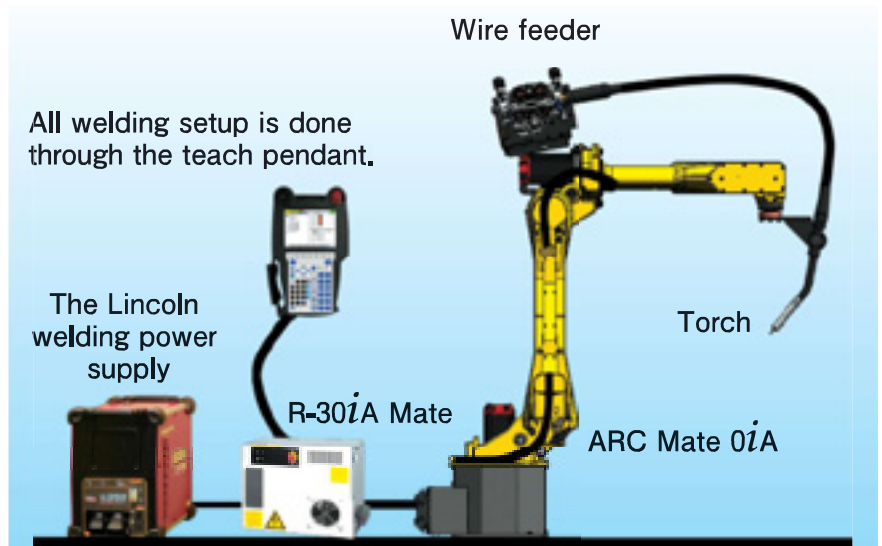 Wire feeder
All welding setup is done
through the teach pendant.
The Lincoln
welding power
supply
Torch
R-30iA Mate
ARC Mate 0iA